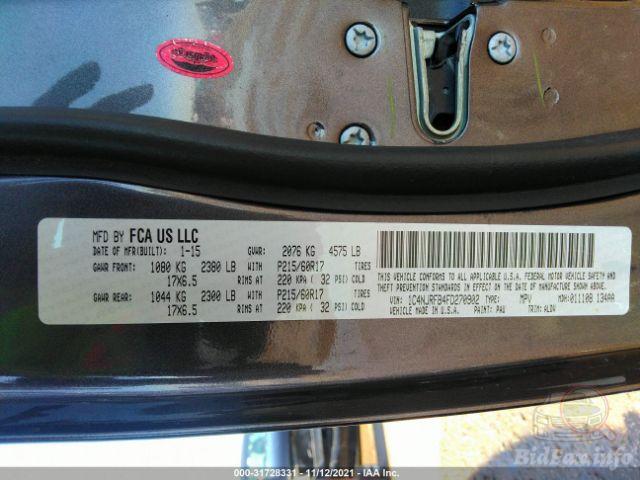 MFD BY FCA US LLC
DATE OF MFR(BUILT): 1-15 GVWR: 2076 KG 4575 LB
GAWR FRONT: 1080 KG 2380 LB WITH P215/60R17 TIRES
17X6.5 RIMS AT 220 KPA ( 32 PSI) COLD
GAWR REAR: 1044 KG 2300 LB WITH P215/60R17 TIRES
17X6.5 RIMS AT 220 KPA ( 32 PSI) COLD
THIS VEHICLE CONFORMS TO ALL APPLICABLE U.S.A. FEDERAL MOTOR VEHICLE SAFETY AND
THEFT PREVENTION STANDARDS IN EFFECT ON THE DATE OF MANUFACTURE SHOWN ABOVE.
VIN: 1C4NJRFB4FD270902 TYPE: MPV MDH: 011108 134AA
VEHICLE MADE IN U.S.A. PAINT: PAU TRIM: ALDV
000-31728331 - 11/12/2021 - IAA Inc.
BidFax.info